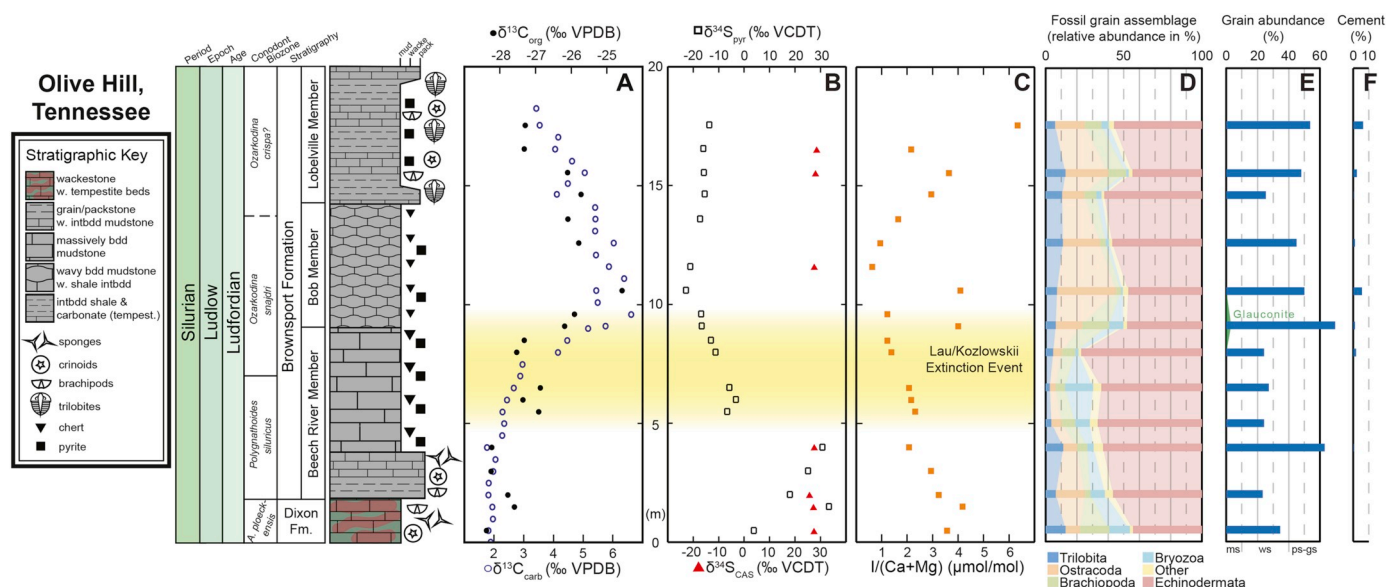 Olive Hill,
Tennessee
Stratigraphic Key
wackestone
w. tempestite beds
grain/packstone
w. intbdd mudstone
massively bdd
mudstone
wavy bdd mudstone
w. shale intbdd
intbdd shale &
carbonate (tempest.)
sponges
crinoids
brachipods
trilobites
chert
pyrite
Period
Epoch
Age
Conodont
Biozone
Stratigraphy
mud
wacke
pack
Silurian
Ludlow
Ludfordian
Ozarkodina
crispa?
Ozarkodina
snajdri
Polygnathoides
siluricus
A. ploeck-
ensis
Brownsport Formation
Lobelville Member
Bob Member
Beech River Member
Dixon
Fm.
δ¹³Corg (‰ VPDB)
-28 -27 -26 -25
A
2 3 4 5 6
δ¹³Ccarb (‰ VPDB)
20
15
10
5
(m)
0
δ³⁴Spyr (‰ VCDT)
-20 -10 0 10 20 30
B
-20 -10 0 10 20 30
δ³⁴SCAS (‰ VCDT)
C
Lau/Kozlowskii
Extinction Event
1 2 3 4 5 6
I/(Ca+Mg) (μmol/mol)
Fossil grain assemblage
(relative abundance in %)
0 50 100
D
Trilobita
Ostracoda
Brachiopoda
Bryozoa
Other
Echinodermata
Grain abundance
(%)
0 20 40 60
E
Glauconite
ms ws ps-gs
Cement
(%)
0 10
F